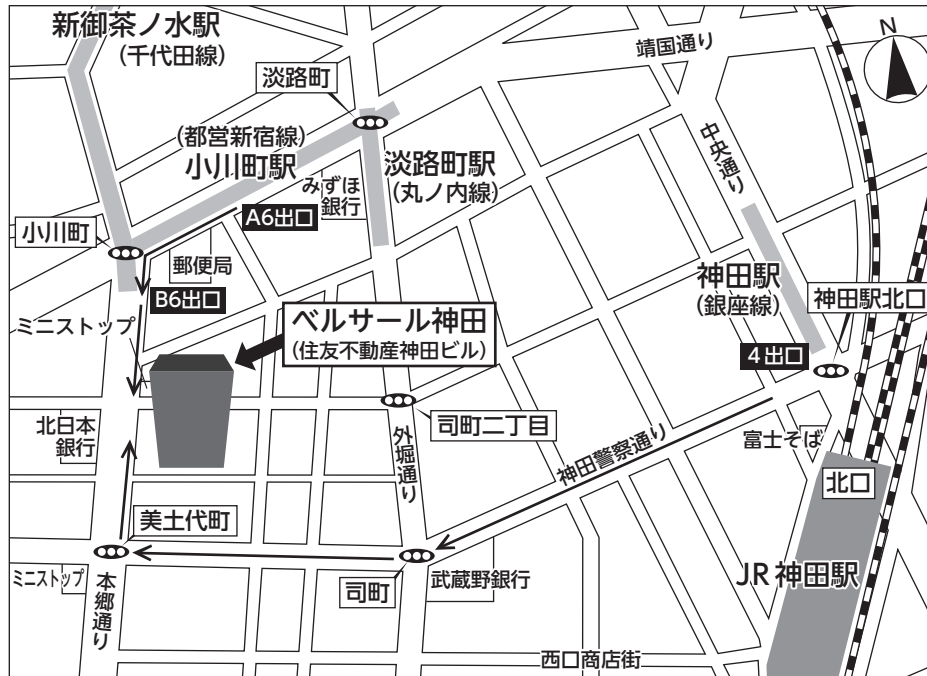 新御茶ノ水駅
(千代田線)
靖国通り
N
淡路町
中央通り
(都営新宿線)
小川町駅
淡路町駅
(丸ノ内線)
みずほ
銀行
A6出口
小川町
郵便局
B6出口
神田駅
(銀座線)
神田駅北口
ミニストップ
ベルサール神田
(住友不動産神田ビル)
4出口
北日本
銀行
司町二丁目
外堀通り
神田警察通り
富士そば
北口
美土代町
JR神田駅
ミニストップ
本郷通り
司町
武蔵野銀行
西口商店街